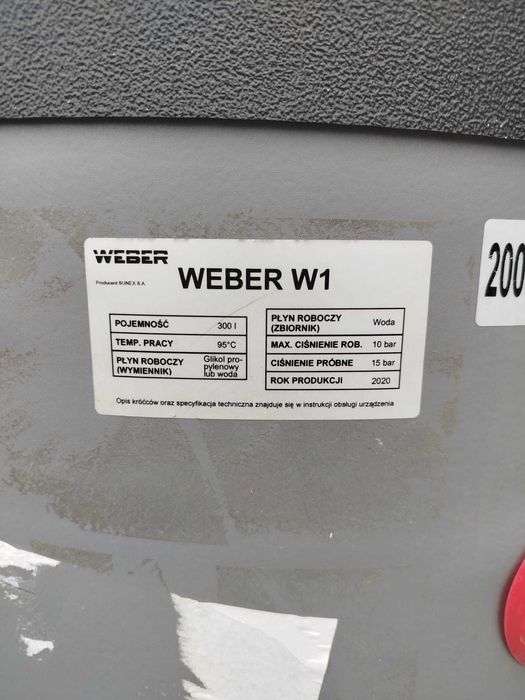 WEBER
Producent SUNEX S.A.
WEBER W1
POJEMNOŚĆ 300 l
TEMP. PRACY 95°C
PŁYN ROBOCZY (WYMIENNIK) Glikol pro-
pylenowy
lub woda
PŁYN ROBOCZY
(ZBIORNIK) Woda
MAX. CIŚNIENIE ROB. 10 bar
CIŚNIENIE PRÓBNE 15 bar
ROK PRODUKCJI 2020
Opis króćców oraz specyfikacja techniczna znajduje się w instrukcji obsługi urządzenia
200